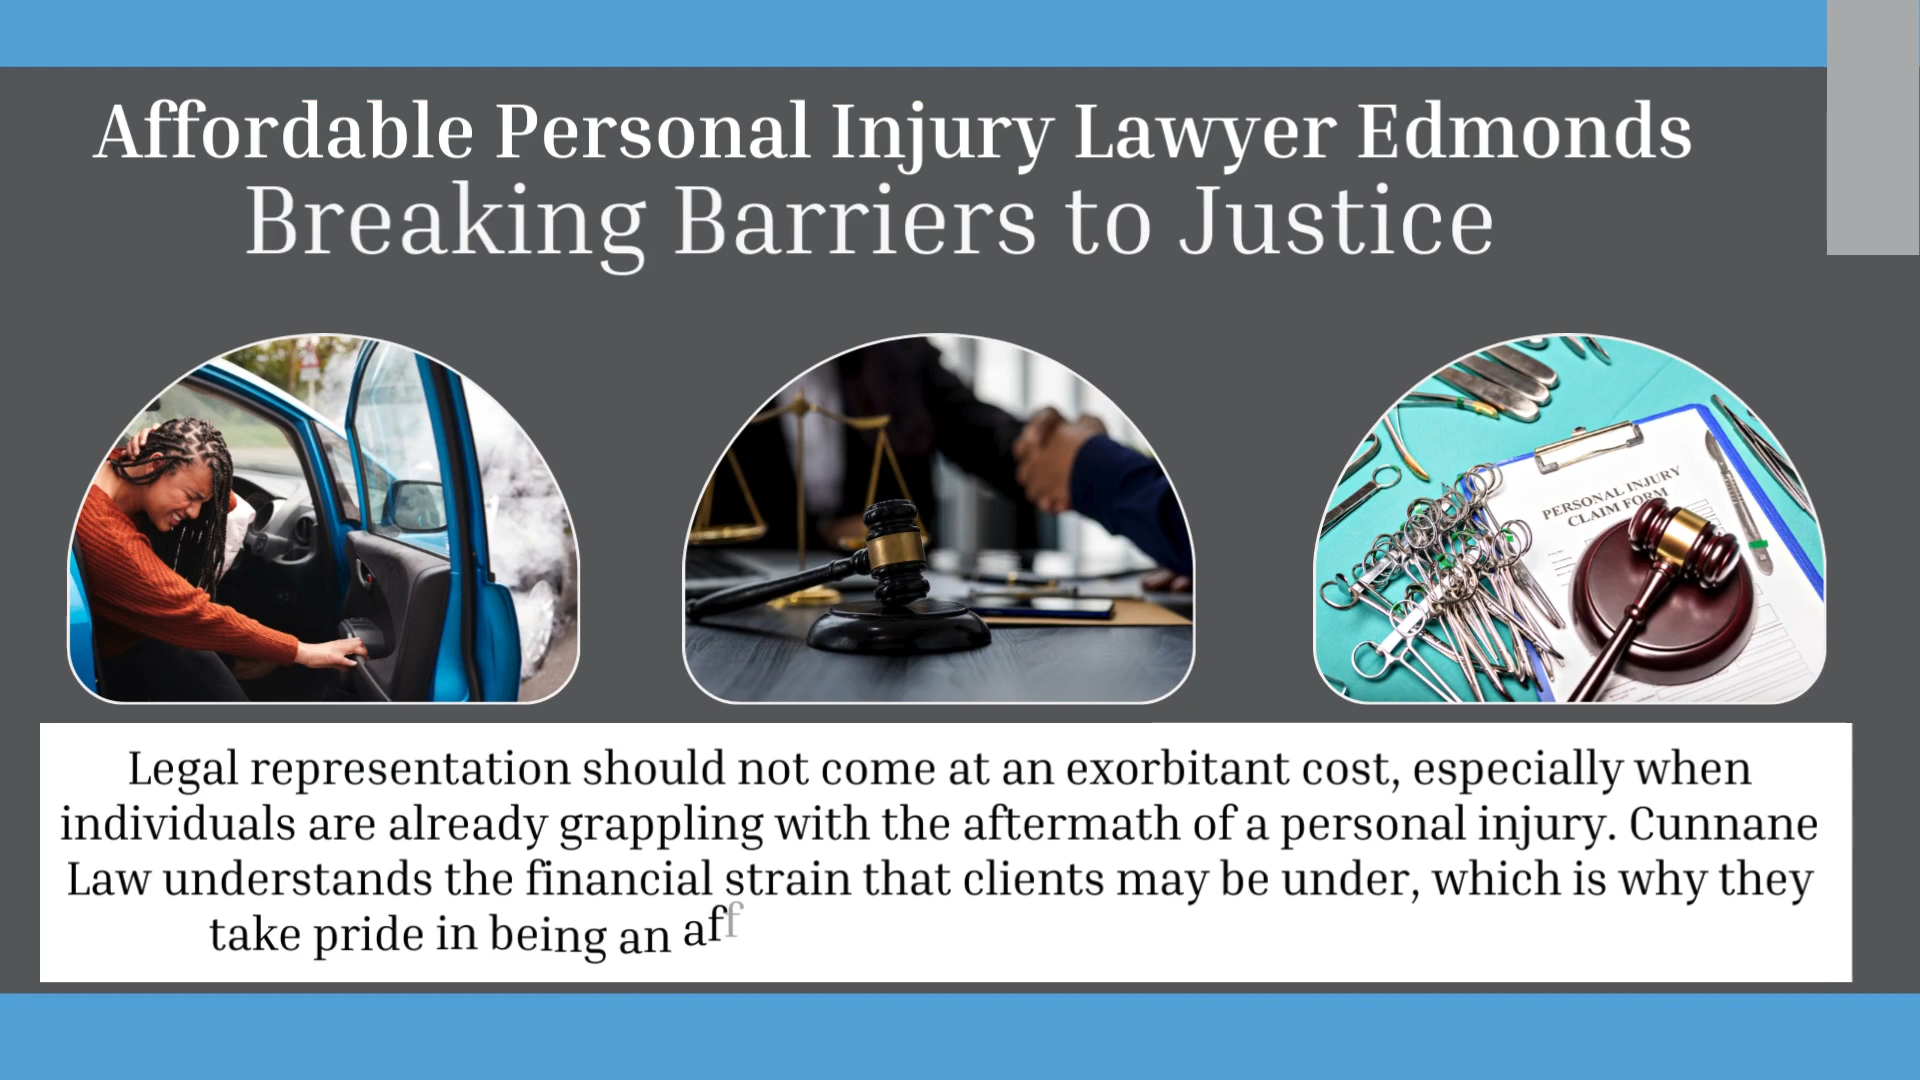 Affordable Personal Injury Lawyer Edmonds
Breaking Barriers to Justice
PERSONAL INJURY
CLAIM FORM
Legal representation should not come at an exorbitant cost, especially when
individuals are already grappling with the aftermath of a personal injury. Cunnane
Law understands the financial strain that clients may be under, which is why they
take pride in being an aff